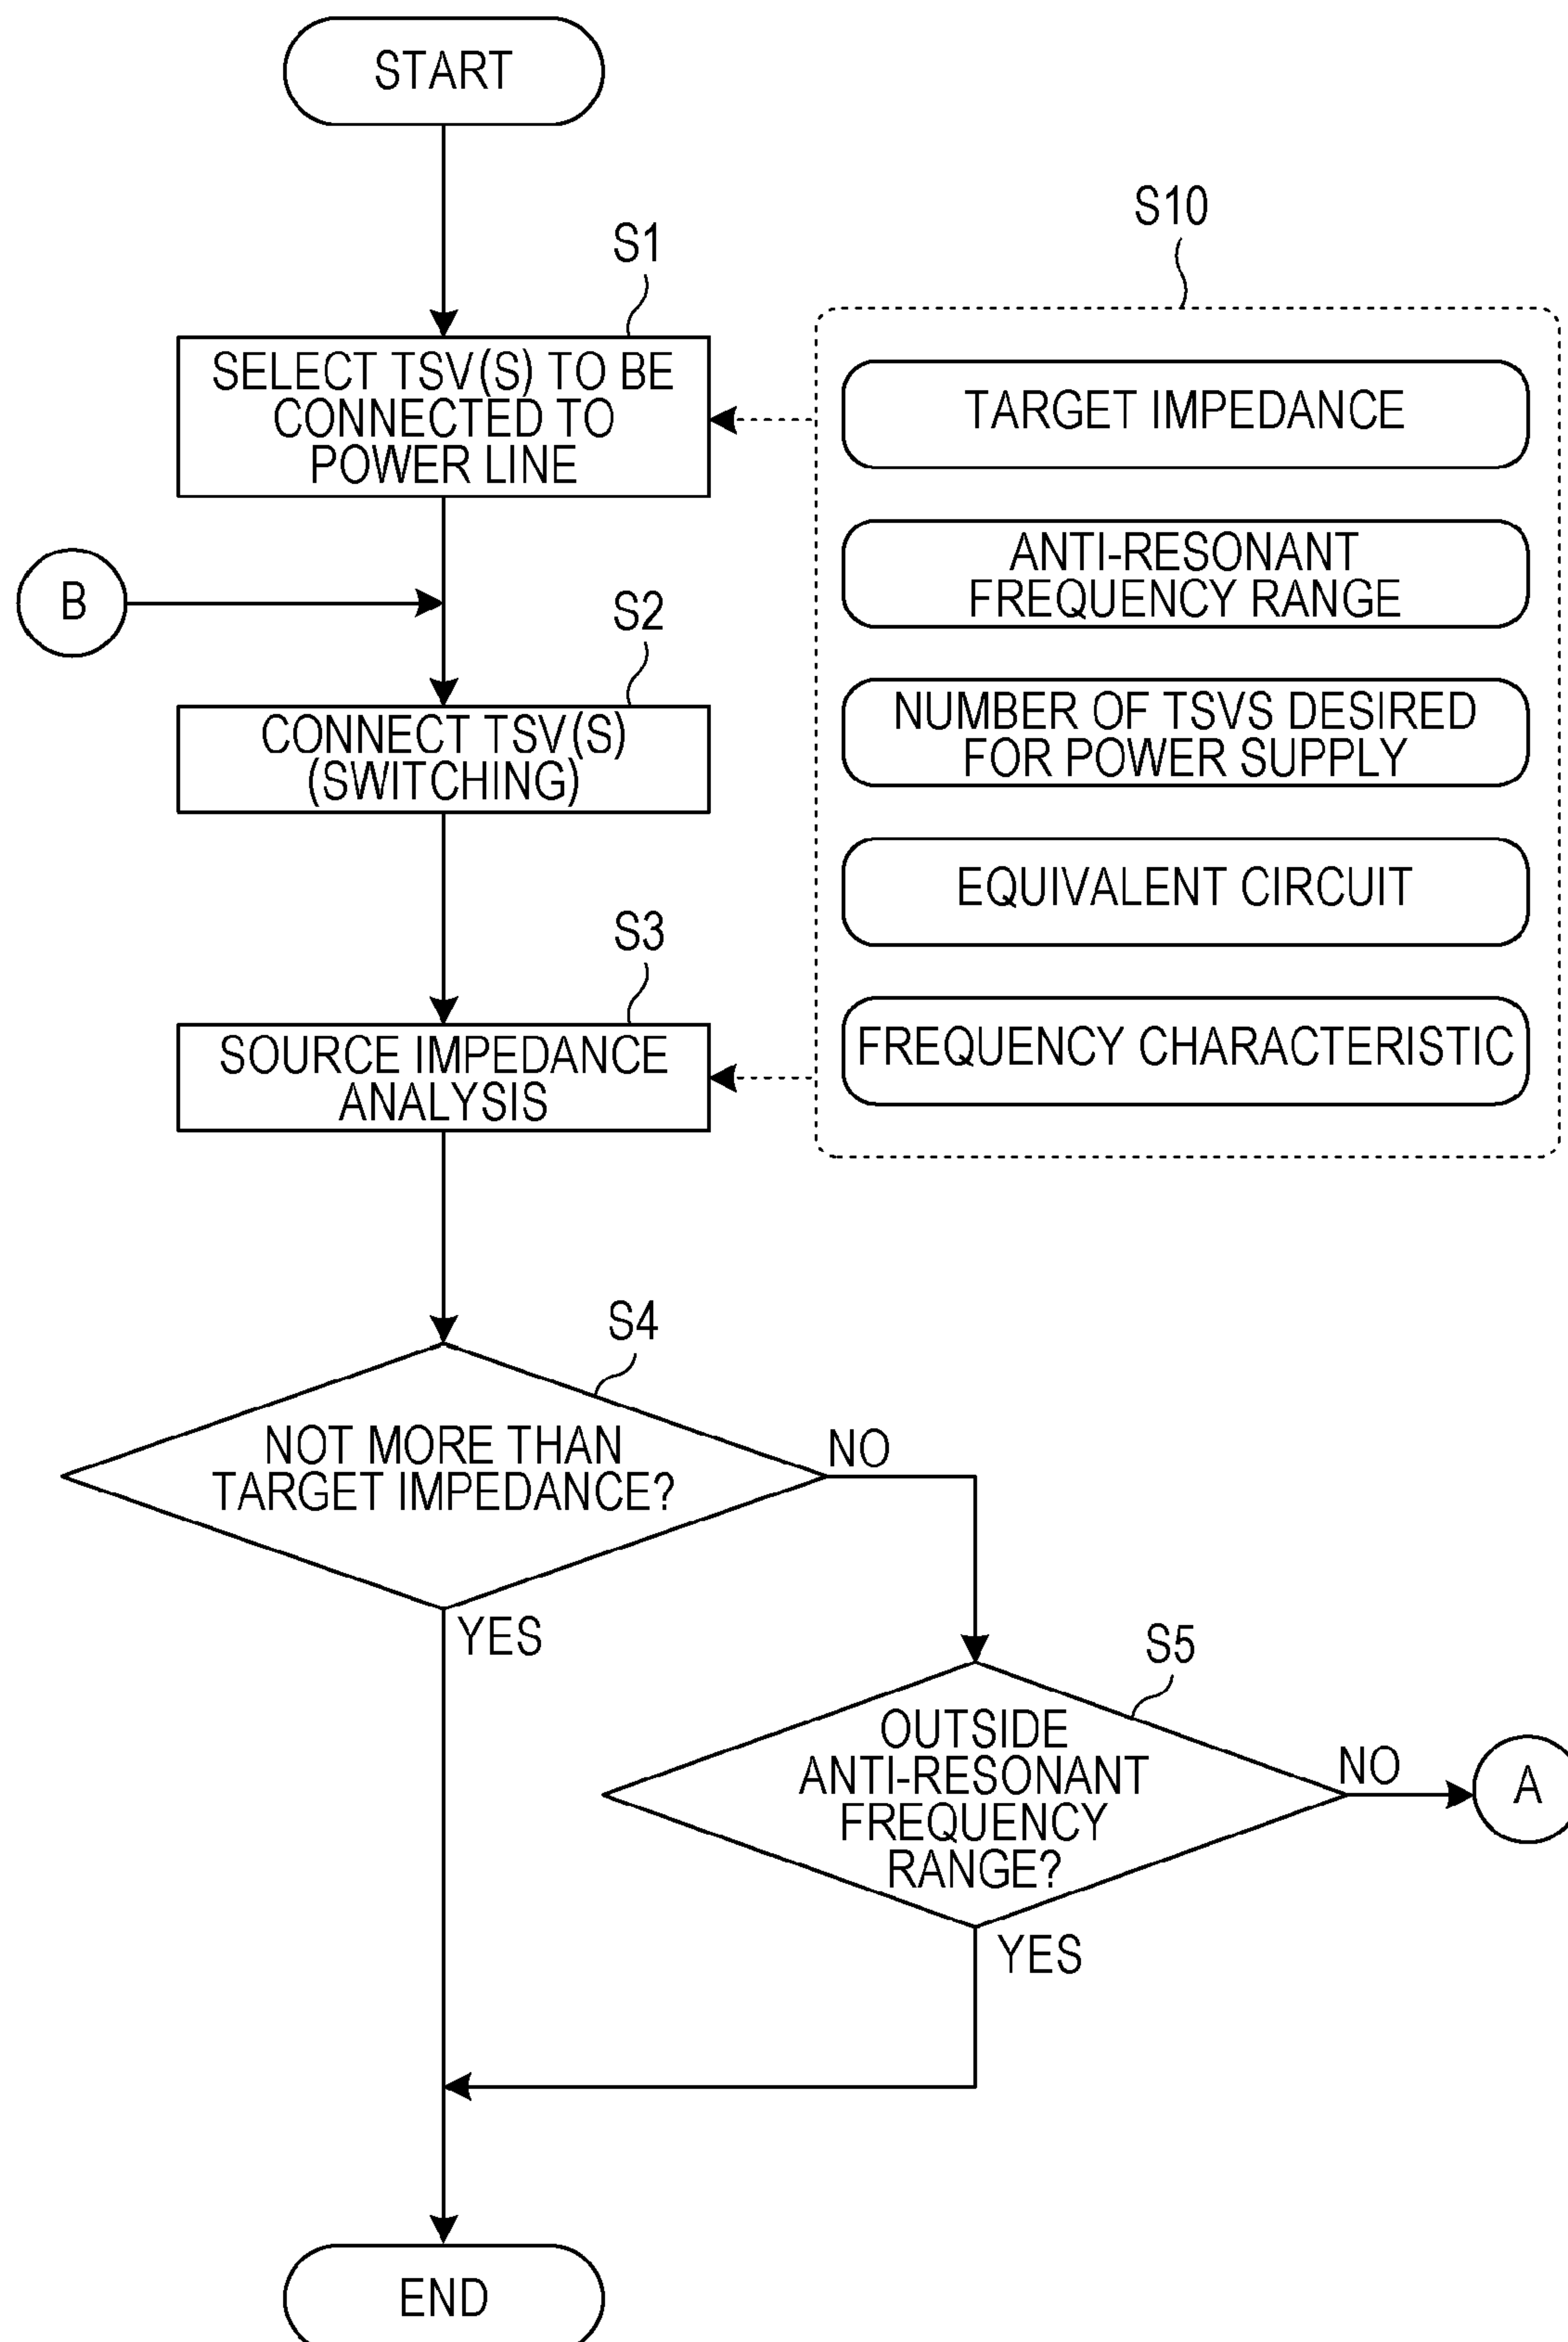 START
S10
S1
SELECT TSV(S) TO BE
CONNECTED TO
POWER LINE
TARGET IMPEDANCE
ANTI-RESONANT
FREQUENCY RANGE
B
S2
CONNECT TSV(S)
(SWITCHING)
NUMBER OF TSVS DESIRED
FOR POWER SUPPLY
EQUIVALENT CIRCUIT
S3
SOURCE IMPEDANCE
ANALYSIS
FREQUENCY CHARACTERISTIC
S4
NOT MORE THAN
TARGET IMPEDANCE?
NO
YES
S5
OUTSIDE
ANTI-RESONANT
FREQUENCY
RANGE?
NO
A
YES
END